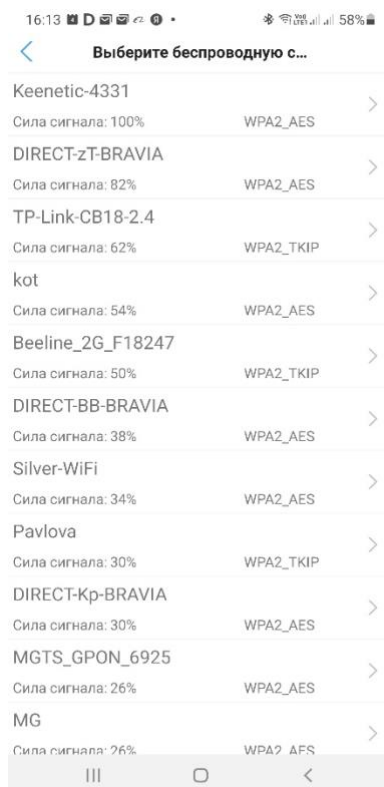 16:13 58%
Выберите беспроводную с...
Keenetic-4331
Сила сигнала: 100% WPA2_AES
DIRECT-zT-BRAVIA
Сила сигнала: 82% WPA2_AES
TP-Link-CB18-2.4
Сила сигнала: 62% WPA2_TKIP
kot
Сила сигнала: 54% WPA2_AES
Beeline_2G_F18247
Сила сигнала: 50% WPA2_TKIP
DIRECT-BB-BRAVIA
Сила сигнала: 38% WPA2_AES
Silver-WiFi
Сила сигнала: 34% WPA2_AES
Pavlova
Сила сигнала: 30% WPA2_TKIP
DIRECT-Kp-BRAVIA
Сила сигнала: 30% WPA2_AES
MGTS_GPON_6925
Сила сигнала: 26% WPA2_AES
MG
Сила сигнала: 26% WPA2_AES